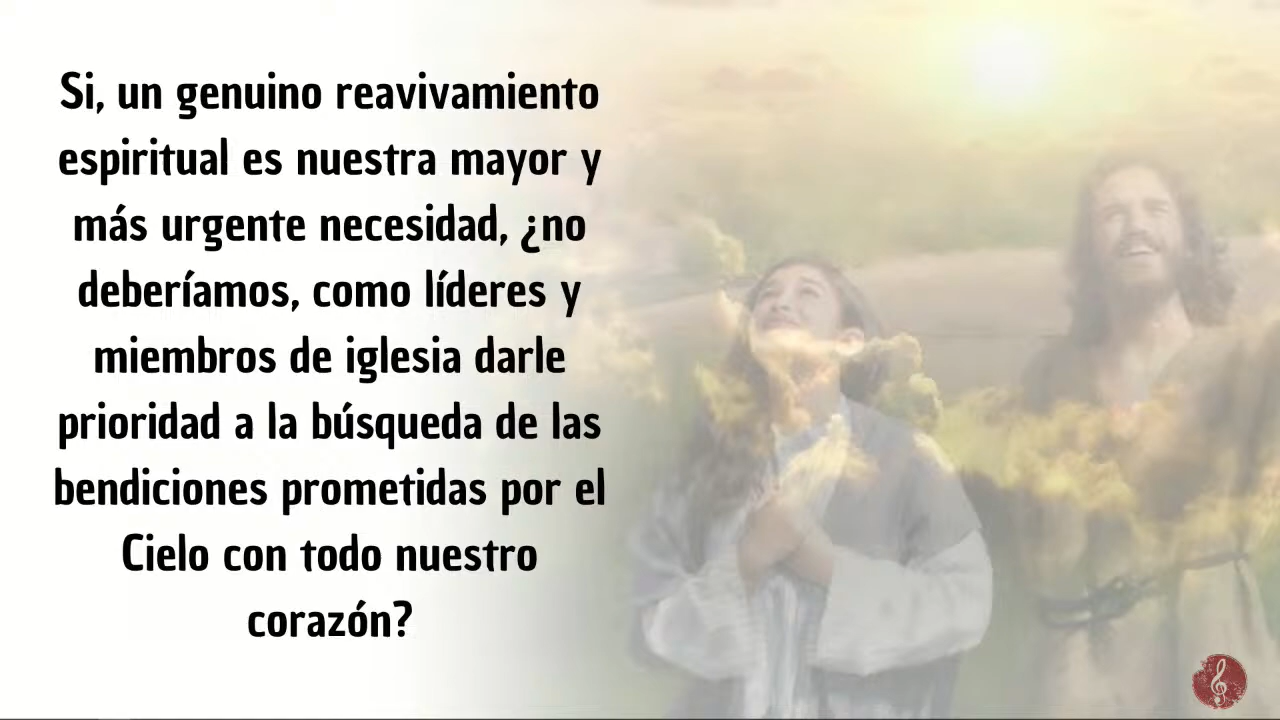 Si, un genuino reavivamiento
espiritual es nuestra mayor y
más urgente necesidad, ¿no
deberíamos, como líderes y
miembros de iglesia darle
prioridad a la búsqueda de las
bendiciones prometidas por el
Cielo con todo nuestro
corazón?